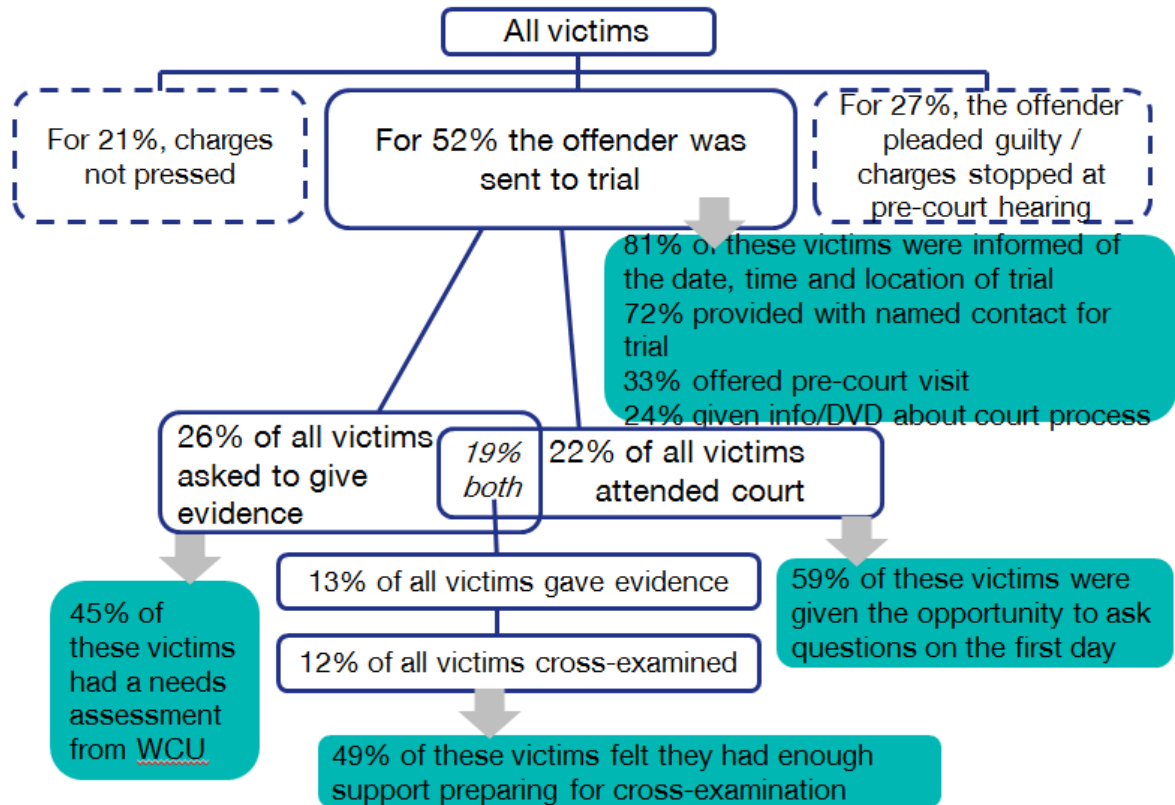 All victims
For 21%, charges
not pressed
For 52% the offender was
sent to trial
For 27%, the offender
pleaded guilty /
charges stopped at
pre-court hearing
81% of these victims were informed of
the date, time and location of trial
72% provided with named contact for
trial
33% offered pre-court visit
24% given info/DVD about court process
26% of all victims
asked to give
evidence
19%
both
22% of all victims
attended court
13% of all victims gave evidence
12% of all victims cross-examined
45% of
these victims
had a needs
assessment
from WCU
59% of these victims were
given the opportunity to ask
questions on the first day
49% of these victims felt they had enough
support preparing for cross-examination